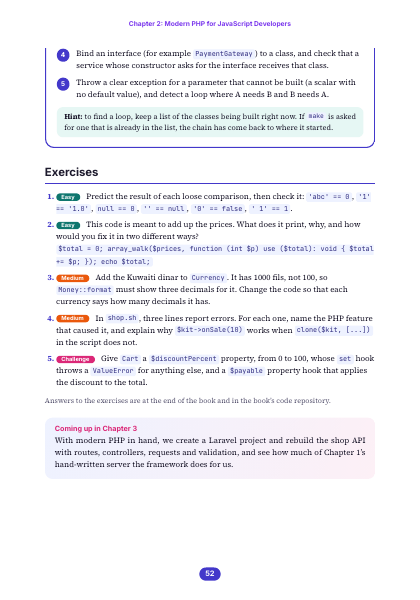 Chapter 2: Modern PHP for JavaScript Developers
4 Bind an interface (for example PaymentGateway) to a class, and check that a
service whose constructor asks for the interface receives that class.
5 Throw a clear exception for a parameter that cannot be built (a scalar with
no default value), and detect a loop where A needs B and B needs A.
Hint: to find a loop, keep a list of the classes being built right now. If make is asked
for one that is already in the list, the chain has come back to where it started.
Exercises
1. Easy Predict the result of each loose comparison, then check it: 'abc' == 0, '1'
== '1.0', null == 0, '' == null, '0' == false, ' 1' == 1.
2. Easy This code is meant to add up the prices. What does it print, why, and how
would you fix it in two different ways?
$total = 0; array_walk($prices, function (int $p) use ($total): void { $total
+= $p; }); echo $total;
3. Medium Add the Kuwaiti dinar to Currency. It has 1000 fils, not 100, so
Money::format must show three decimals for it. Change the code so that each
currency says how many decimals it has.
4. Medium In shop.sh, three lines report errors. For each one, name the PHP feature
that caused it, and explain why $kit->onSale(10) works when clone($kit, [...])
in the script does not.
5. Challenge Give Cart a $discountPercent property, from 0 to 100, whose set hook
throws a ValueError for anything else, and a $payable property hook that applies
the discount to the total.
Answers to the exercises are at the end of the book and in the book's code repository.
Coming up in Chapter 3
With modern PHP in hand, we create a Laravel project and rebuild the shop API
with routes, controllers, requests and validation, and see how much of Chapter 1's
hand-written server the framework does for us.
52